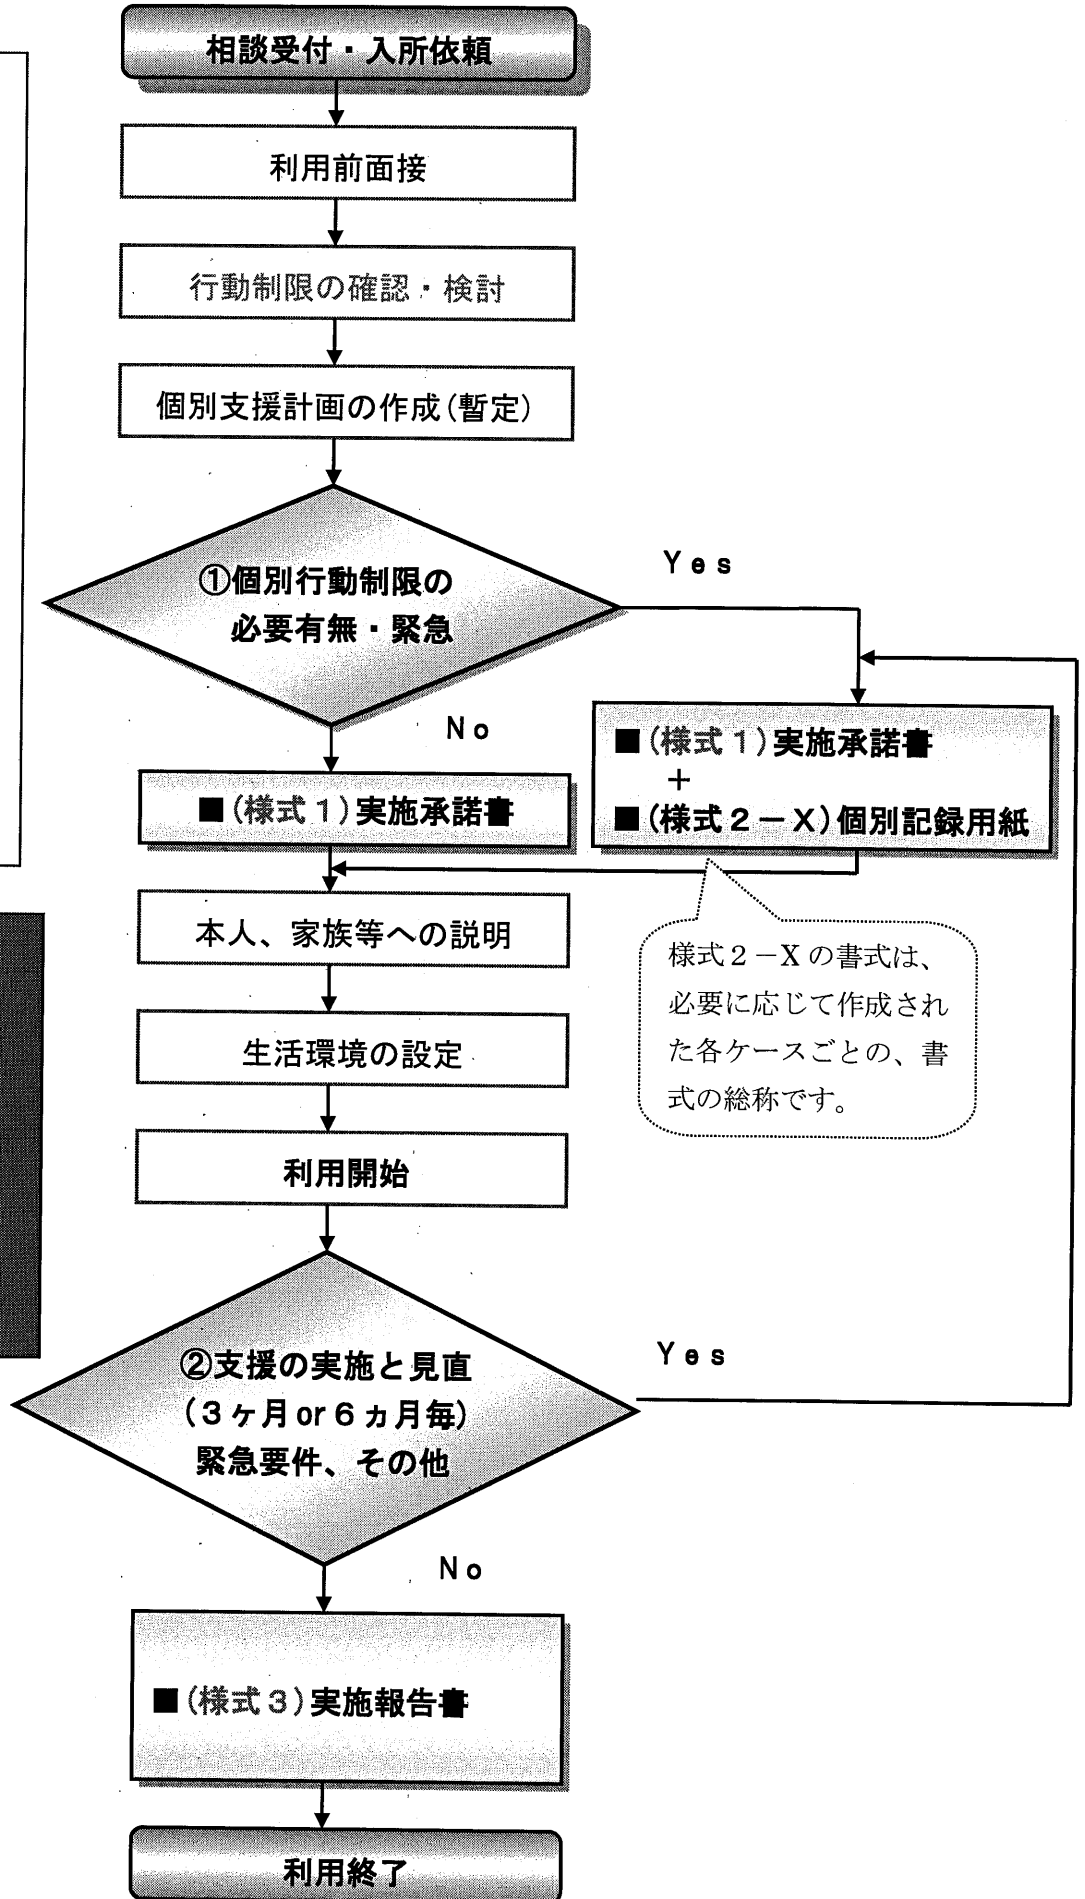 相談受付・入所依頼
利用前面接
行動制限の確認・検討
個別支援計画の作成(暫定)
①個別行動制限の
必要有無・緊急
Yes
No
■(様式1)実施承諾書
＋
■(様式2－X)個別記録用紙
■(様式1)実施承諾書
本人、家族等への説明
様式2－Xの書式は、
必要に応じて作成され
た各ケースごとの、書
式の総称です。
生活環境の設定
利用開始
②支援の実施と見直
(3ヶ月or6ヵ月毎)
緊急要件、その他
Yes
No
■(様式3)実施報告書
利用終了